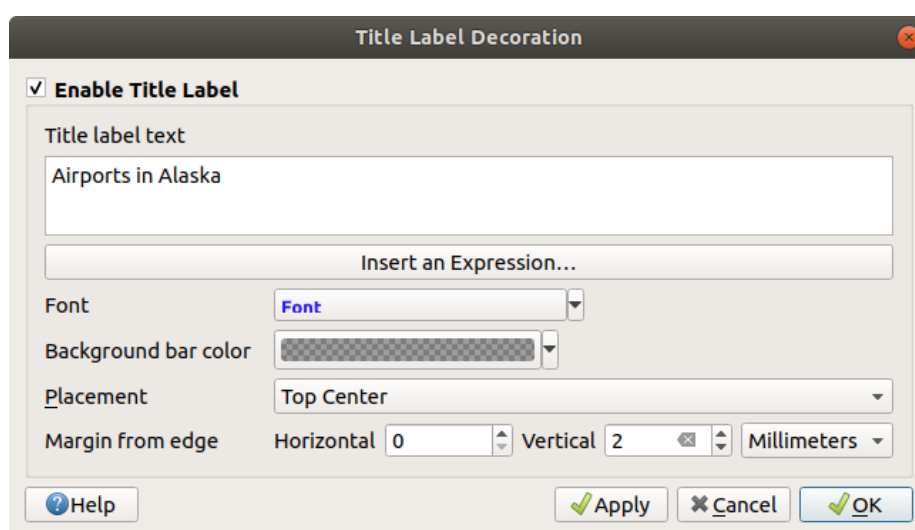 Title Label Decoration
Enable Title Label
Title label text
Airports in Alaska
Insert an Expression…
Font Font
Background bar color
Placement Top Center
Margin from edge Horizontal 0 Vertical 2 Millimeters
Help Apply Cancel OK